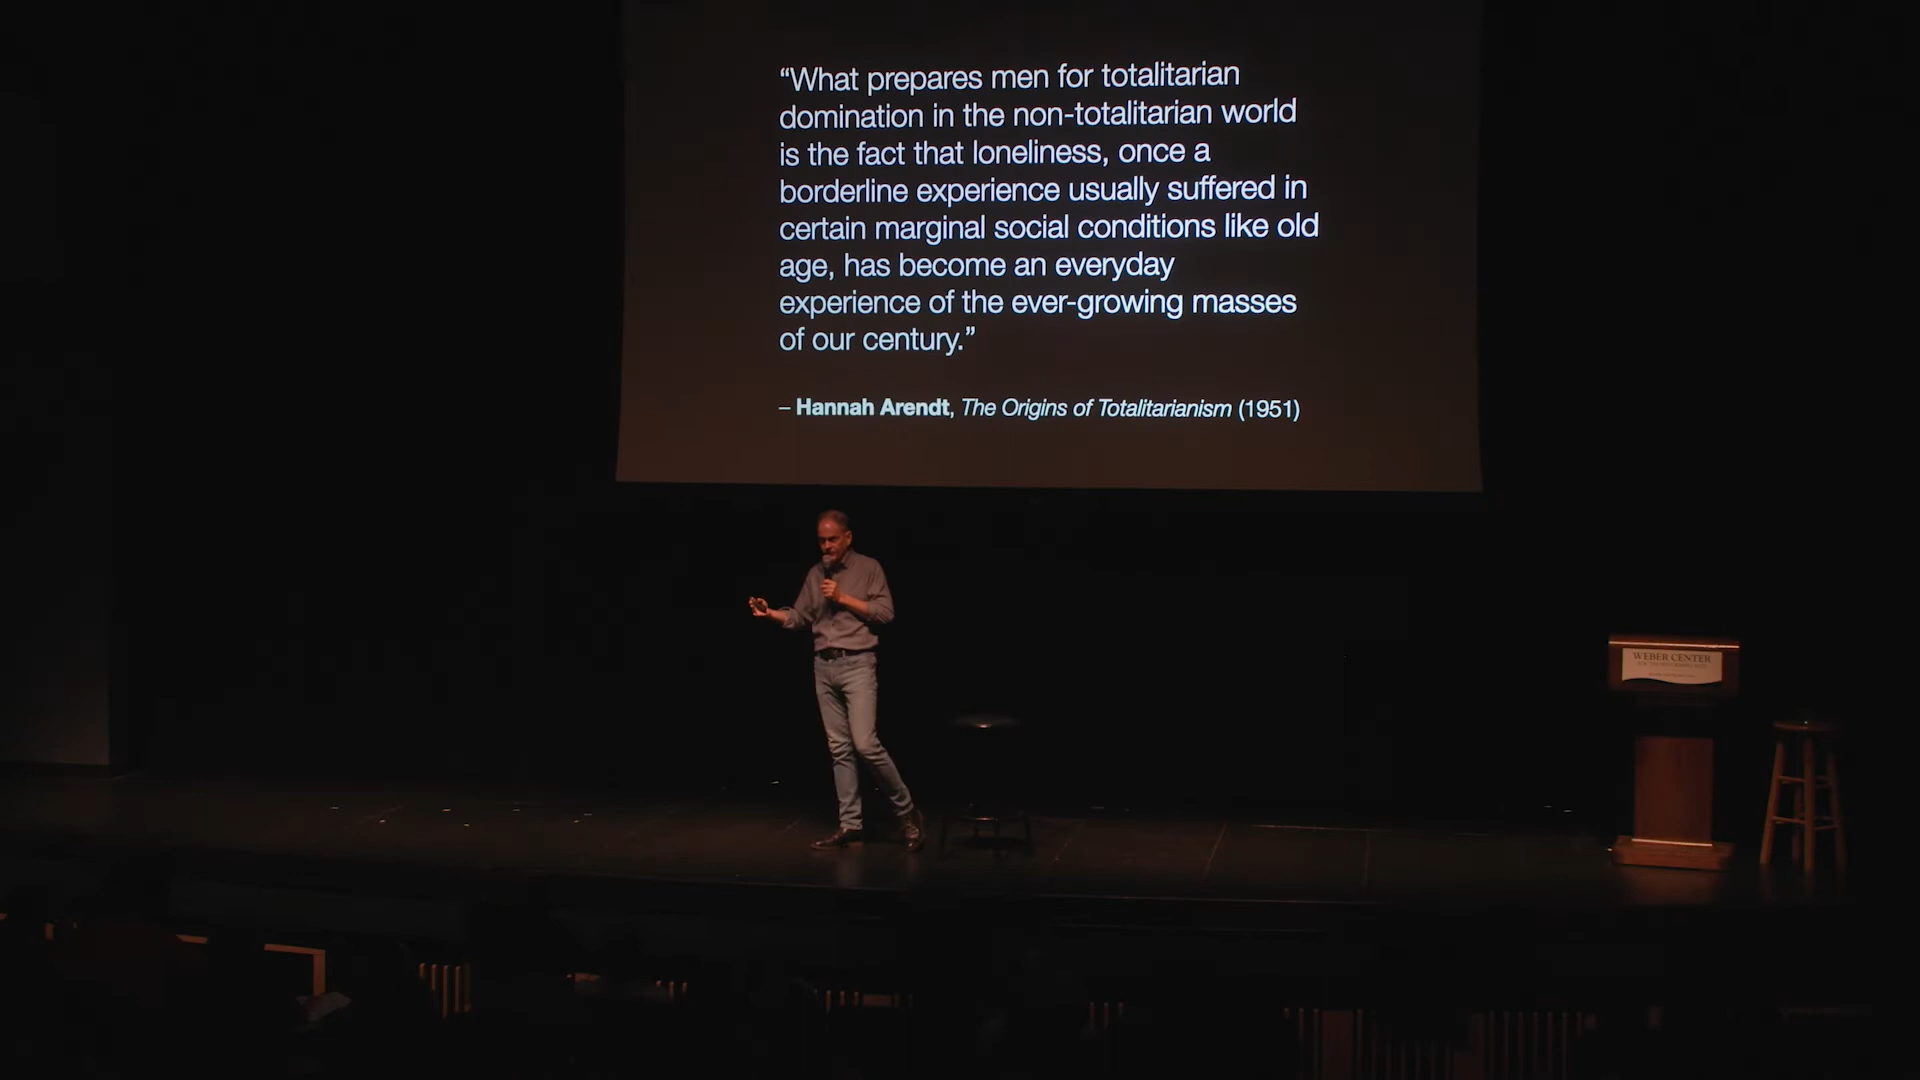 “What prepares men for totalitarian
domination in the non-totalitarian world
is the fact that loneliness, once a
borderline experience usually suffered in
certain marginal social conditions like old
age, has become an everyday
experience of the ever-growing masses
of our century.”
– Hannah Arendt, The Origins of Totalitarianism (1951)
WEBER CENTER